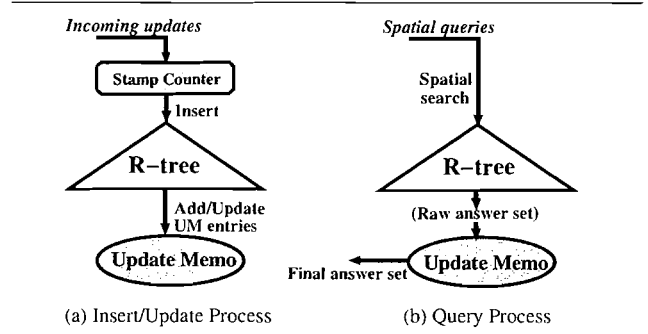 Incoming updates
Stamp Counter
Insert
R-tree
Add/Update
UM entries
Update Memo
(a) Insert/Update Process
Spatial queries
Spatial
search
R-tree
(Raw answer set)
Update Memo
Final answer set
(b) Query Process